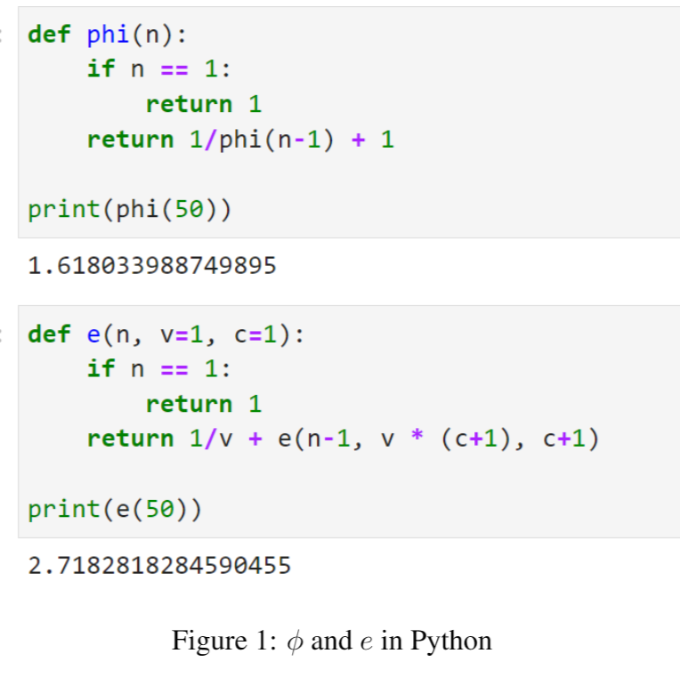 def phi(n):
    if n == 1:
        return 1
    return 1/phi(n-1) + 1

print(phi(50))
1.618033988749895
def e(n, v=1, c=1):
    if n == 1:
        return 1
    return 1/v + e(n-1, v * (c+1), c+1)

print(e(50))
2.7182818284590455
Figure 1: ϕ and e in Python